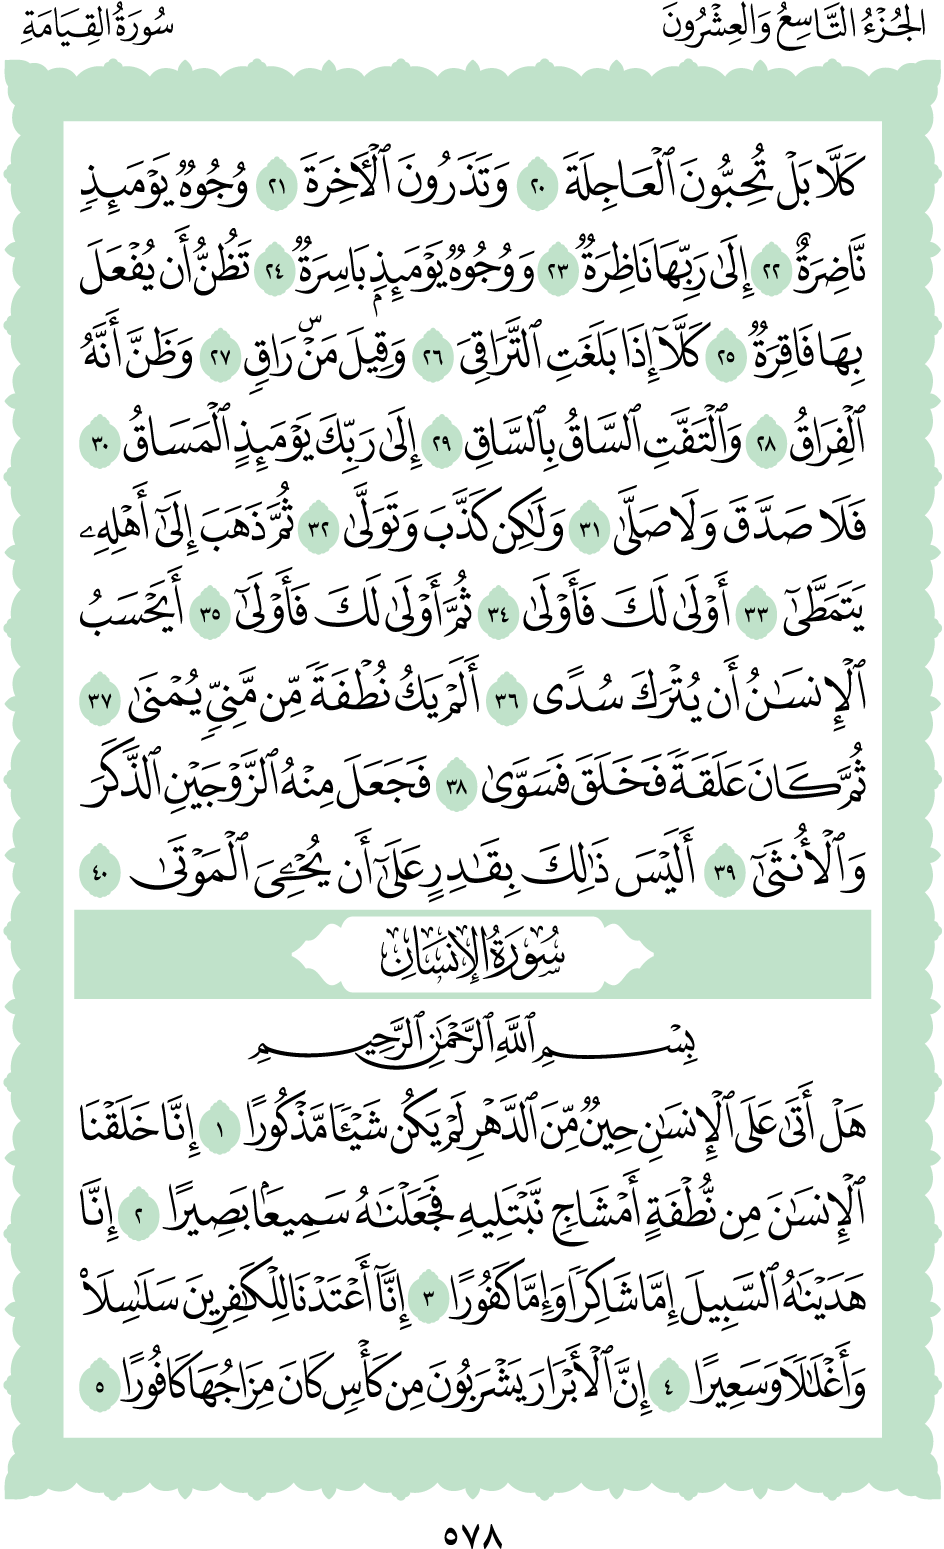 الجُزْءُ التَّاسِعُ وَالعِشْرُونَ
سُورَةُ القِيَامَةِ
كَلَّا بَلْ تُحِبُّونَ ٱلْعَاجِلَةَ ٢٠ وَتَذَرُونَ ٱلْأٓخِرَةَ ٢١ وُجُوهٌ يَوْمَئِذٖ
نَّاضِرَةٌ ٢٢ إِلَىٰ رَبِّهَا نَاظِرَةٞ ٢٣ وَوُجُوهٞ يَوْمَئِذِۭ بَاسِرَةٞ ٢٤ تَظُنُّ أَن يُفْعَلَ
بِهَا فَاقِرَةٞ ٢٥ كَلَّآ إِذَا بَلَغَتِ ٱلتَّرَاقِيَ ٢٦ وَقِيلَ مَنْۜ رَاقٖ ٢٧ وَظَنَّ أَنَّهُ
ٱلْفِرَاقُ ٢٨ وَٱلْتَفَّتِ ٱلسَّاقُ بِٱلسَّاقِ ٢٩ إِلَىٰ رَبِّكَ يَوْمَئِذٍ ٱلْمَسَاقُ ٣٠
فَلَا صَدَّقَ وَلَا صَلَّىٰ ٣١ وَلَٰكِن كَذَّبَ وَتَوَلَّىٰ ٣٢ ثُمَّ ذَهَبَ إِلَىٰٓ أَهْلِهِۦ
يَتَمَطَّىٰٓ ٣٣ أَوْلَىٰ لَكَ فَأَوْلَىٰ ٣٤ ثُمَّ أَوْلَىٰ لَكَ فَأَوْلَىٰٓ ٣٥ أَيَحْسَبُ
ٱلْإِنسَٰنُ أَن يُتْرَكَ سُدًى ٣٦ أَلَمْ يَكُ نُطْفَةٗ مِّن مَّنِيّٖ يُمْنَىٰ ٣٧
ثُمَّ كَانَ عَلَقَةٗ فَخَلَقَ فَسَوَّىٰ ٣٨ فَجَعَلَ مِنْهُ ٱلزَّوْجَيْنِ ٱلذَّكَرَ
وَٱلْأُنثَىٰٓ ٣٩ أَلَيْسَ ذَٰلِكَ بِقَٰدِرٍ عَلَىٰٓ أَن يُحْـِۧيَ ٱلْمَوْتَىٰ ٤٠
سُورَةُ الإِنسَانِ
بِسْمِ ٱللَّهِ ٱلرَّحْمَٰنِ ٱلرَّحِيمِ
هَلْ أَتَىٰ عَلَى ٱلْإِنسَٰنِ حِينٞ مِّنَ ٱلدَّهْرِ لَمْ يَكُن شَيْـٔٗا مَّذْكُورًا ١ إِنَّا خَلَقْنَا
ٱلْإِنسَٰنَ مِن نُّطْفَةٍ أَمْشَاجٖ نَّبْتَلِيهِ فَجَعَلْنَٰهُ سَمِيعَۢا بَصِيرًا ٢ إِنَّا
هَدَيْنَٰهُ ٱلسَّبِيلَ إِمَّا شَاكِرٗا وَإِمَّا كَفُورًا ٣ إِنَّآ أَعْتَدْنَا لِلْكَٰفِرِينَ سَلَٰسِلَا۟
وَأَغْلَٰلٗا وَسَعِيرًا ٤ إِنَّ ٱلْأَبْرَارَ يَشْرَبُونَ مِن كَأْسٖ كَانَ مِزَاجُهَا كَافُورًا ٥
٥٧٨